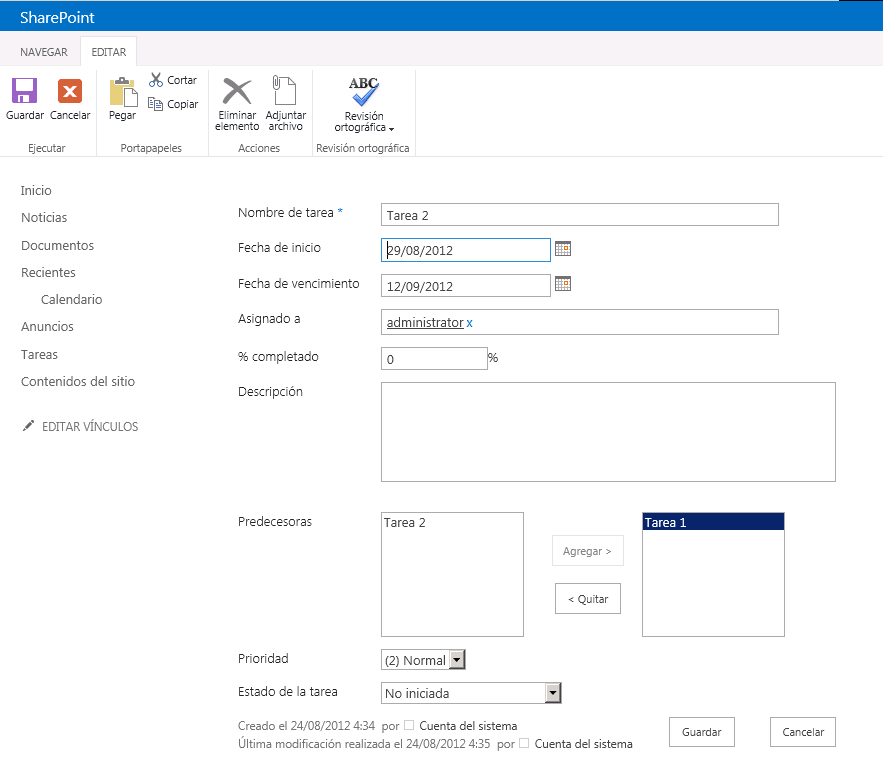 SharePoint
NAVEGAR EDITAR
Guardar Cancelar Pegar Cortar Copiar Eliminar elemento Adjuntar archivo ABC Revisión ortográfica
Ejecutar Portapapeles Acciones Revisión ortográfica
Inicio
Noticias
Documentos
Recientes
Calendario
Anuncios
Tareas
Contenidos del sitio
EDITAR VÍNCULOS
Nombre de tarea * Tarea 2
Fecha de inicio 29/08/2012
Fecha de vencimiento 12/09/2012
Asignado a administrator x
% completado 0 %
Descripción
Predecesoras Tarea 2 Tarea 1
Agregar >
< Quitar
Prioridad (2) Normal
Estado de la tarea No iniciada
Creado el 24/08/2012 4:34 por Cuenta del sistema
Última modificación realizada el 24/08/2012 4:35 por Cuenta del sistema
Guardar Cancelar